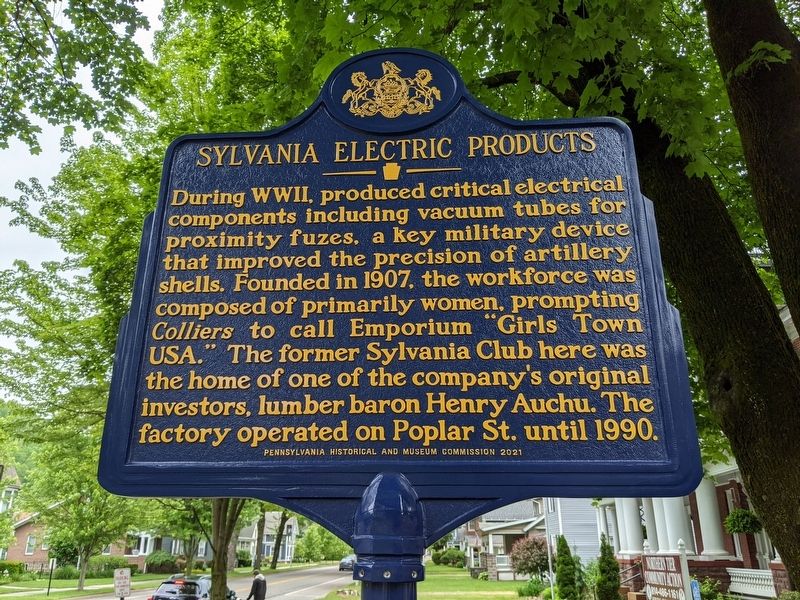 SYLVANIA ELECTRIC PRODUCTS
During WWII, produced critical electrical
components including vacuum tubes for
proximity fuzes, a key military device
that improved the precision of artillery
shells. Founded in 1907, the workforce was
composed of primarily women, prompting
Colliers to call Emporium “Girls Town
USA.” The former Sylvania Club here was
the home of one of the company's original
investors, lumber baron Henry Auchu. The
factory operated on Poplar St. until 1990.
PENNSYLVANIA HISTORICAL AND MUSEUM COMMISSION 2021